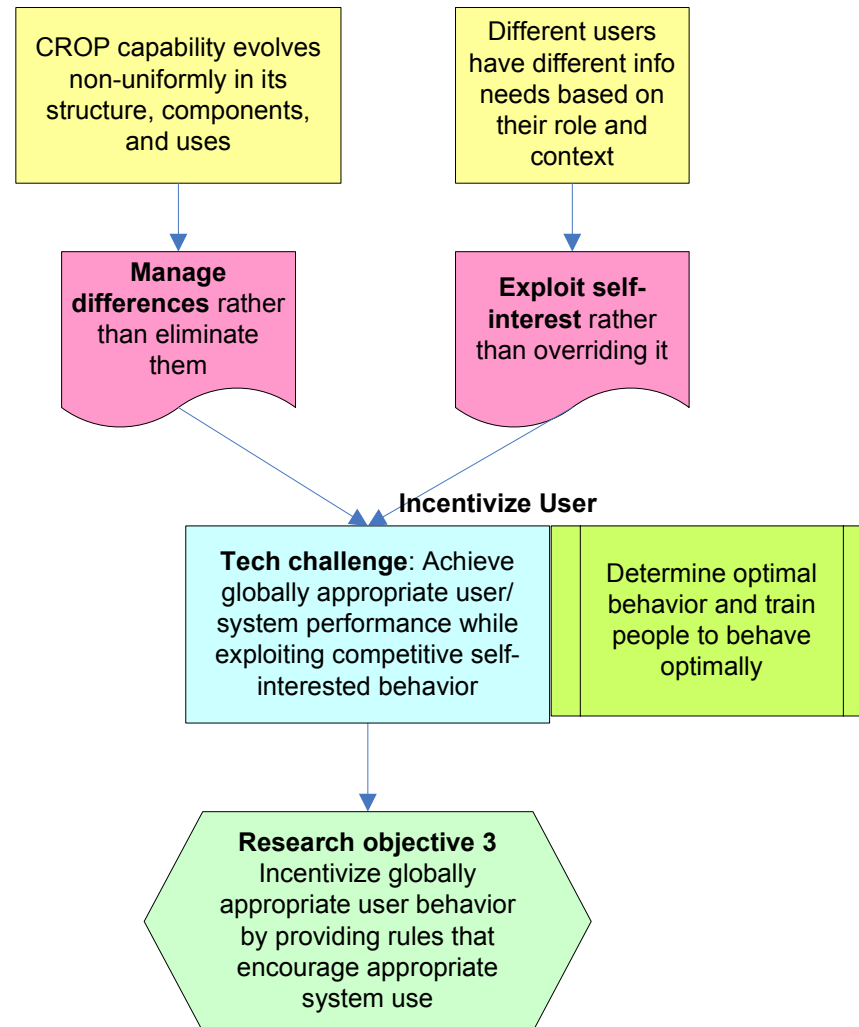 CROP capability evolves
non-uniformly in its
structure, components,
and uses
Different users
have different info
needs based on
their role and
context
Manage
differences rather
than eliminate
them
Exploit self-
interest rather
than overriding it
Incentivize User
Tech challenge: Achieve
globally appropriate user/
system performance while
exploiting competitive self-
interested behavior
Determine optimal
behavior and train
people to behave
optimally
Research objective 3
Incentivize globally
appropriate user behavior
by providing rules that
encourage appropriate
system use